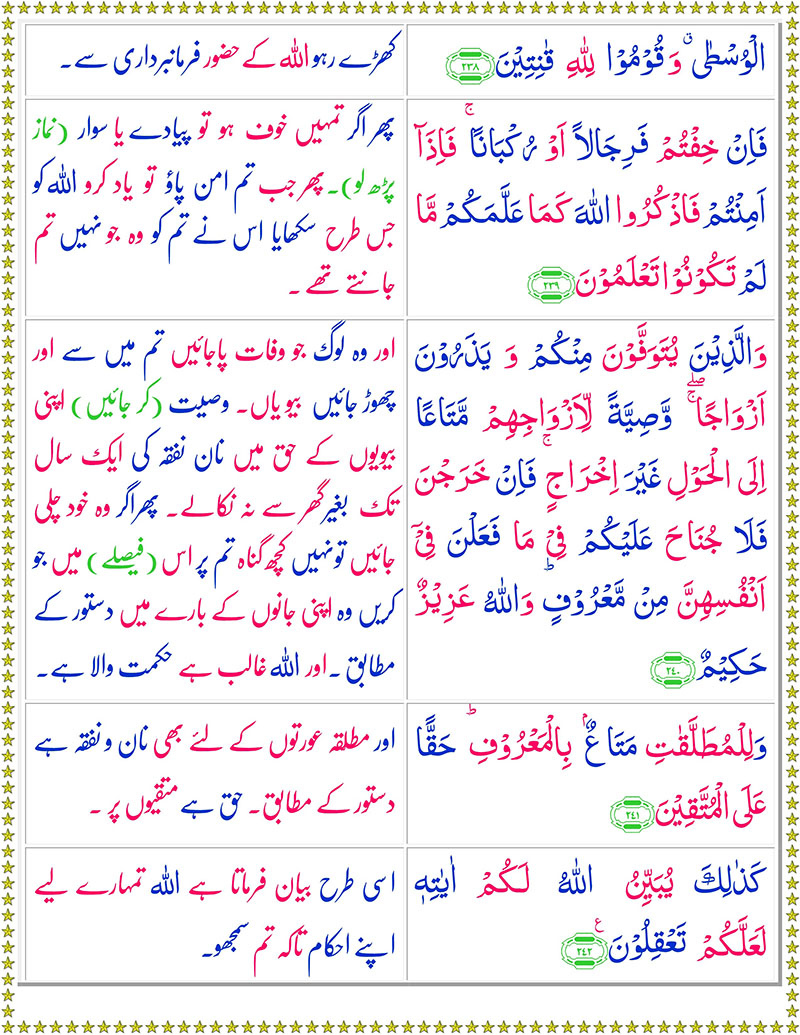 الْوُسْطٰى ۗ وَقُوْمُوْا لِلّٰهِ قٰنِتِيْنَ ﴿٢٣٨﴾
کھڑے رہو اللہ کے حضور فرمانبرداری سے۔
فَاِنْ خِفْتُمْ فَرِجَالًا اَوْ رُكْبَانًا ۚ فَاِذَآ
اَمِنْتُمْ فَاذْكُرُوا اللّٰهَ كَمَا عَلَّمَكُمْ مَّا
لَمْ تَكُوْنُوْا تَعْلَمُوْنَ ﴿٢٣٩﴾
پھر اگر تمہیں خوف ہو تو پیادے یا سوار (نماز
پڑھ لو)۔ پھر جب تم امن پاؤ تو یاد کرو اللہ کو
جس طرح سکھایا اس نے تم کو وہ جو نہیں تم
جانتے تھے ۔
وَالَّذِيْنَ يُتَوَفَّوْنَ مِنْكُمْ وَ يَذَرُوْنَ
اَزْوَاجًا ۖۚ وَّصِيَّةً لِّاَزْوَاجِهِمْ مَّتَاعًا
اِلَى الْحَوْلِ غَيْرَ اِخْرَاجٍ ۚ فَاِنْ خَرَجْنَ
فَلَا جُنَاحَ عَلَيْكُمْ فِيْ مَا فَعَلْنَ فِيْٓ
اَنْفُسِهِنَّ مِنْ مَّعْرُوْفٍ ؕ وَاللّٰهُ عَزِيْزٌ
حَكِيْمٌ ﴿٢٤٠﴾
اور وہ لوگ جو وفات پاجائیں تم میں سے اور
چھوڑ جائیں بیویاں۔ وصیت (کر جائیں) اپنی
بیویوں کے حق میں نان نفقہ کی ایک سال
تک بغیر گھر سے نہ نکالے۔ پھر اگر وہ خود چلی
جائیں تو نہیں کچھ گناہ تم پر اس (فیصلے) میں جو
کریں وہ اپنی جانوں کے بارے میں دستور کے
مطابق ۔ اور اللہ غالب ہے حکمت والا ہے۔
وَلِلْمُطَلَّقٰتِ مَتَاعٌۢ بِالْمَعْرُوْفِ ؕ حَقًّا
عَلَى الْمُتَّقِيْنَ ﴿٢٤١﴾
اور مطلقہ عورتوں کے لئے بھی نان و نفقہ ہے
دستور کے مطابق۔ حق ہے متقیوں پر ۔
كَذٰلِكَ يُبَيِّنُ اللّٰهُ لَكُمْ اٰيٰتِهٖ
لَعَلَّكُمْ تَعْقِلُوْنَ ؏ ﴿٢٤٢﴾
اسی طرح بیان فرماتا ہے اللہ تمہارے لیے
اپنے احکام تاکہ تم سمجھو۔